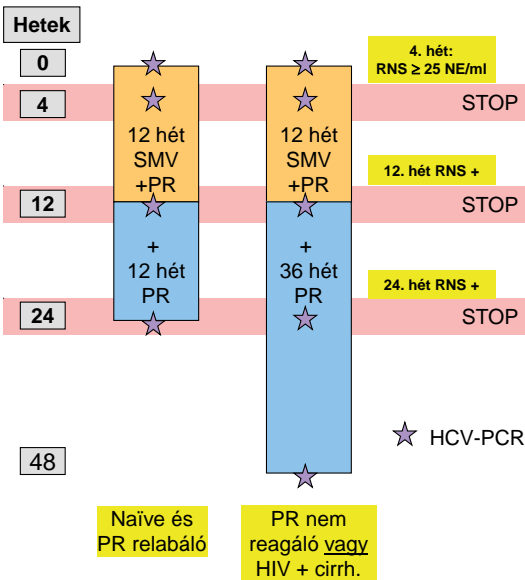 Hetek
0
4
12
24
48
12 hét
SMV
+PR
+
12 hét
PR
12 hét
SMV
+PR
+
36 hét
PR
4. hét:
RNS ≥ 25 NE/ml
STOP
12. hét RNS +
STOP
24. hét RNS +
STOP
HCV-PCR
Naïve és
PR relabáló
PR nem
reagáló vagy
HIV + cirrh.